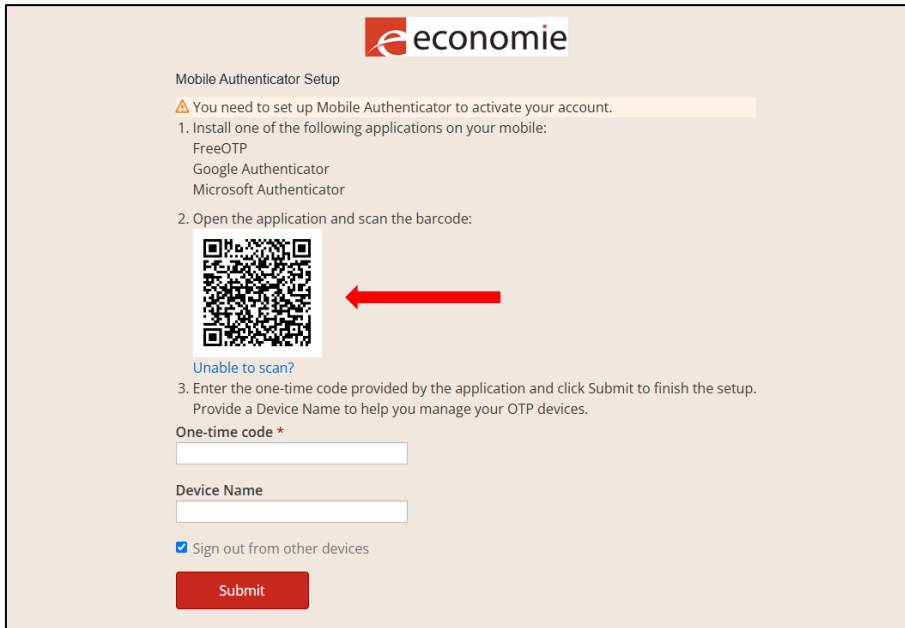 economie
Mobile Authenticator Setup
You need to set up Mobile Authenticator to activate your account.
1. Install one of the following applications on your mobile:
FreeOTP
Google Authenticator
Microsoft Authenticator
2. Open the application and scan the barcode:
Unable to scan?
3. Enter the one-time code provided by the application and click Submit to finish the setup.
Provide a Device Name to help you manage your OTP devices.
One-time code *
Device Name
Sign out from other devices
Submit